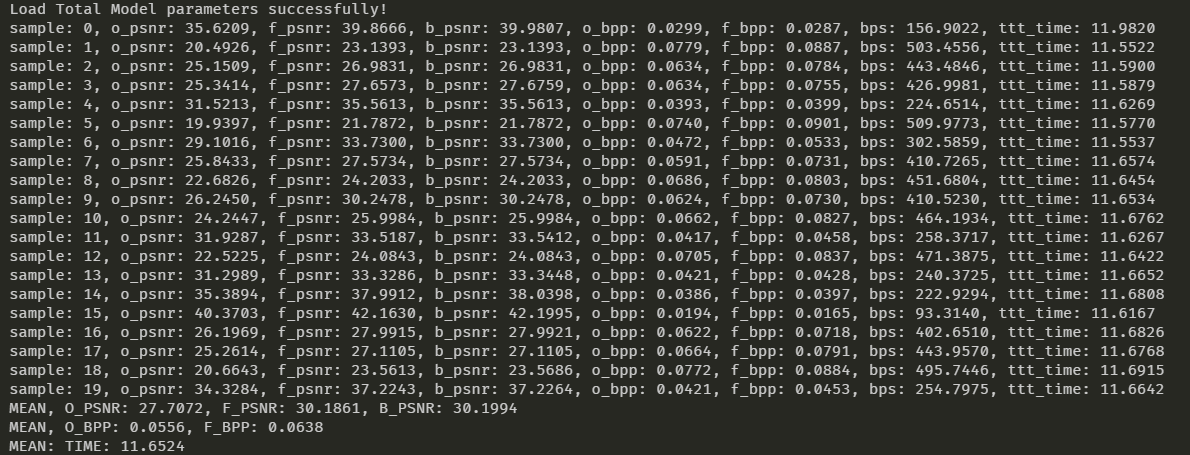 Load Total Model parameters successfully!
sample: 0, o_psnr: 35.6209, f_psnr: 39.8666, b_psnr: 39.9807, o_bpp: 0.0299, f_bpp: 0.0287, bps: 156.9022, ttt_time: 11.9820
sample: 1, o_psnr: 20.4926, f_psnr: 23.1393, b_psnr: 23.1393, o_bpp: 0.0779, f_bpp: 0.0887, bps: 503.4556, ttt_time: 11.5522
sample: 2, o_psnr: 25.1509, f_psnr: 26.9831, b_psnr: 26.9831, o_bpp: 0.0634, f_bpp: 0.0784, bps: 443.4846, ttt_time: 11.5900
sample: 3, o_psnr: 25.3414, f_psnr: 27.6573, b_psnr: 27.6759, o_bpp: 0.0634, f_bpp: 0.0755, bps: 426.9981, ttt_time: 11.5879
sample: 4, o_psnr: 31.5213, f_psnr: 35.5613, b_psnr: 35.5613, o_bpp: 0.0393, f_bpp: 0.0399, bps: 224.6514, ttt_time: 11.6269
sample: 5, o_psnr: 19.9397, f_psnr: 21.7872, b_psnr: 21.7872, o_bpp: 0.0740, f_bpp: 0.0901, bps: 509.9773, ttt_time: 11.5770
sample: 6, o_psnr: 29.1016, f_psnr: 33.7300, b_psnr: 33.7300, o_bpp: 0.0472, f_bpp: 0.0533, bps: 302.5859, ttt_time: 11.5537
sample: 7, o_psnr: 25.8433, f_psnr: 27.5734, b_psnr: 27.5734, o_bpp: 0.0591, f_bpp: 0.0731, bps: 410.7265, ttt_time: 11.6574
sample: 8, o_psnr: 22.6826, f_psnr: 24.2033, b_psnr: 24.2033, o_bpp: 0.0686, f_bpp: 0.0803, bps: 451.6804, ttt_time: 11.6454
sample: 9, o_psnr: 26.2450, f_psnr: 30.2478, b_psnr: 30.2478, o_bpp: 0.0624, f_bpp: 0.0730, bps: 410.5230, ttt_time: 11.6534
sample: 10, o_psnr: 24.2447, f_psnr: 25.9984, b_psnr: 25.9984, o_bpp: 0.0662, f_bpp: 0.0827, bps: 464.1934, ttt_time: 11.6762
sample: 11, o_psnr: 31.9287, f_psnr: 33.5187, b_psnr: 33.5412, o_bpp: 0.0417, f_bpp: 0.0458, bps: 258.3717, ttt_time: 11.6267
sample: 12, o_psnr: 22.5225, f_psnr: 24.0843, b_psnr: 24.0843, o_bpp: 0.0705, f_bpp: 0.0837, bps: 471.3875, ttt_time: 11.6422
sample: 13, o_psnr: 31.2989, f_psnr: 33.3286, b_psnr: 33.3448, o_bpp: 0.0421, f_bpp: 0.0428, bps: 240.3725, ttt_time: 11.6652
sample: 14, o_psnr: 35.3894, f_psnr: 37.9912, b_psnr: 38.0398, o_bpp: 0.0386, f_bpp: 0.0397, bps: 222.9294, ttt_time: 11.6808
sample: 15, o_psnr: 40.3703, f_psnr: 42.1630, b_psnr: 42.1995, o_bpp: 0.0194, f_bpp: 0.0165, bps: 93.3140, ttt_time: 11.6167
sample: 16, o_psnr: 26.1969, f_psnr: 27.9915, b_psnr: 27.9921, o_bpp: 0.0622, f_bpp: 0.0718, bps: 402.6510, ttt_time: 11.6826
sample: 17, o_psnr: 25.2614, f_psnr: 27.1105, b_psnr: 27.1105, o_bpp: 0.0664, f_bpp: 0.0791, bps: 443.9570, ttt_time: 11.6768
sample: 18, o_psnr: 20.6643, f_psnr: 23.5613, b_psnr: 23.5686, o_bpp: 0.0772, f_bpp: 0.0884, bps: 495.7446, ttt_time: 11.6915
sample: 19, o_psnr: 34.3284, f_psnr: 37.2243, b_psnr: 37.2264, o_bpp: 0.0421, f_bpp: 0.0453, bps: 254.7975, ttt_time: 11.6642
MEAN, O_PSNR: 27.7072, F_PSNR: 30.1861, B_PSNR: 30.1994
MEAN, O_BPP: 0.0556, F_BPP: 0.0638
MEAN: TIME: 11.6524